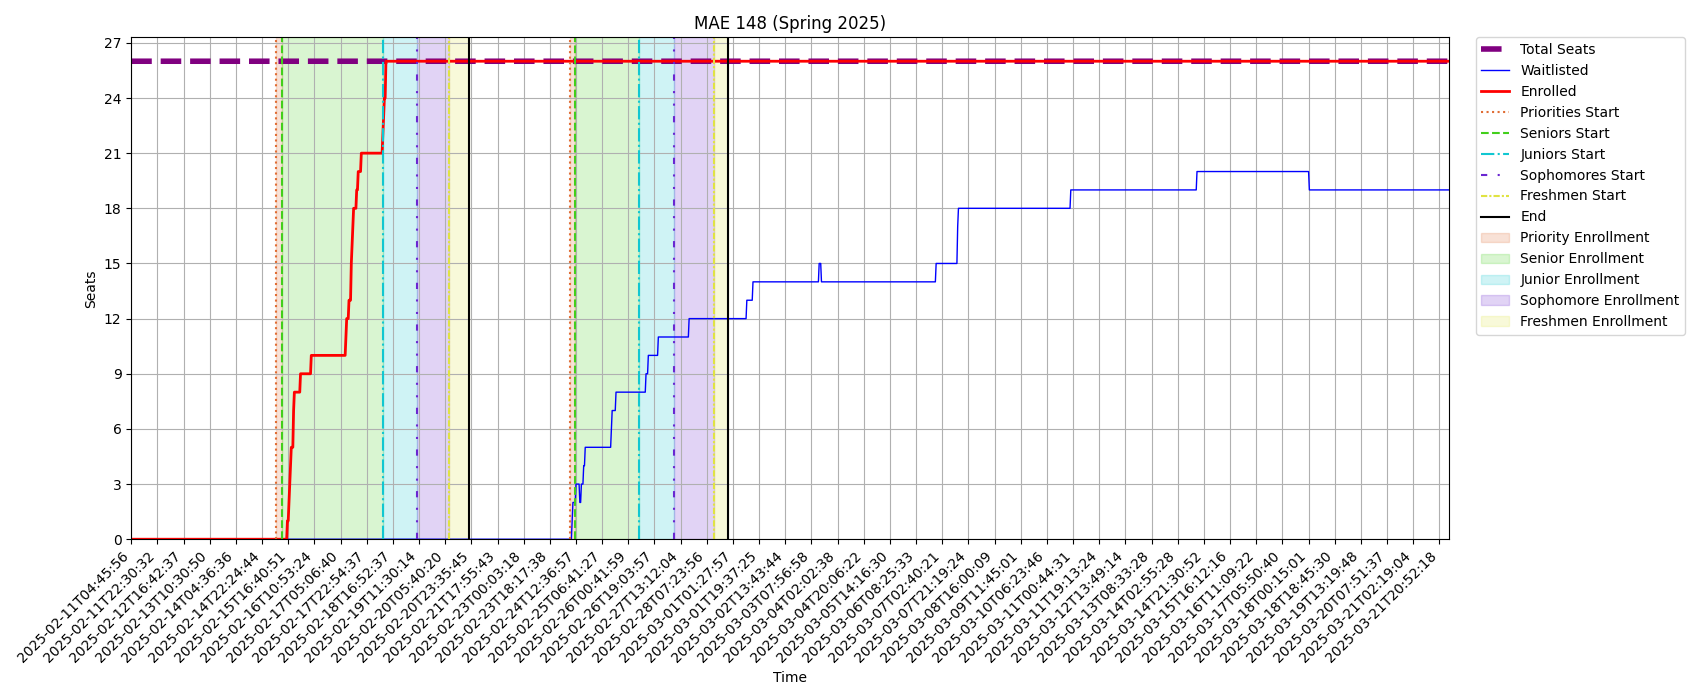 MAE 148 (Spring 2025)
27
24
21
18
15
12
9
6
3
0
Seats
2025-02-11T04:45:56
2025-02-11T22:30:32
2025-02-12T16:42:37
2025-02-13T10:30:50
2025-02-14T04:36:36
2025-02-14T22:24:44
2025-02-15T16:40:51
2025-02-16T10:53:24
2025-02-17T05:06:40
2025-02-17T22:54:37
2025-02-18T16:52:37
2025-02-19T11:30:14
2025-02-20T05:40:20
2025-02-20T23:35:45
2025-02-21T17:55:43
2025-02-23T00:03:18
2025-02-23T18:17:38
2025-02-24T12:36:57
2025-02-25T06:41:27
2025-02-26T00:41:59
2025-02-26T19:03:57
2025-02-27T13:12:04
2025-02-28T07:23:56
2025-03-01T01:27:57
2025-03-01T19:37:25
2025-03-02T13:43:44
2025-03-03T07:56:58
2025-03-04T02:02:38
2025-03-04T20:06:22
2025-03-05T14:16:30
2025-03-06T08:25:33
2025-03-07T02:40:21
2025-03-07T21:19:24
2025-03-08T16:00:09
2025-03-09T11:45:01
2025-03-10T06:23:46
2025-03-11T00:44:31
2025-03-11T19:13:24
2025-03-12T13:49:14
2025-03-13T08:33:28
2025-03-14T02:55:28
2025-03-14T21:30:52
2025-03-15T16:12:16
2025-03-16T11:09:22
2025-03-17T05:50:40
2025-03-18T00:15:01
2025-03-18T18:45:30
2025-03-19T13:19:48
2025-03-20T07:51:37
2025-03-21T02:19:04
2025-03-21T20:52:18
Time
Total Seats
Waitlisted
Enrolled
Priorities Start
Seniors Start
Juniors Start
Sophomores Start
Freshmen Start
End
Priority Enrollment
Senior Enrollment
Junior Enrollment
Sophomore Enrollment
Freshmen Enrollment